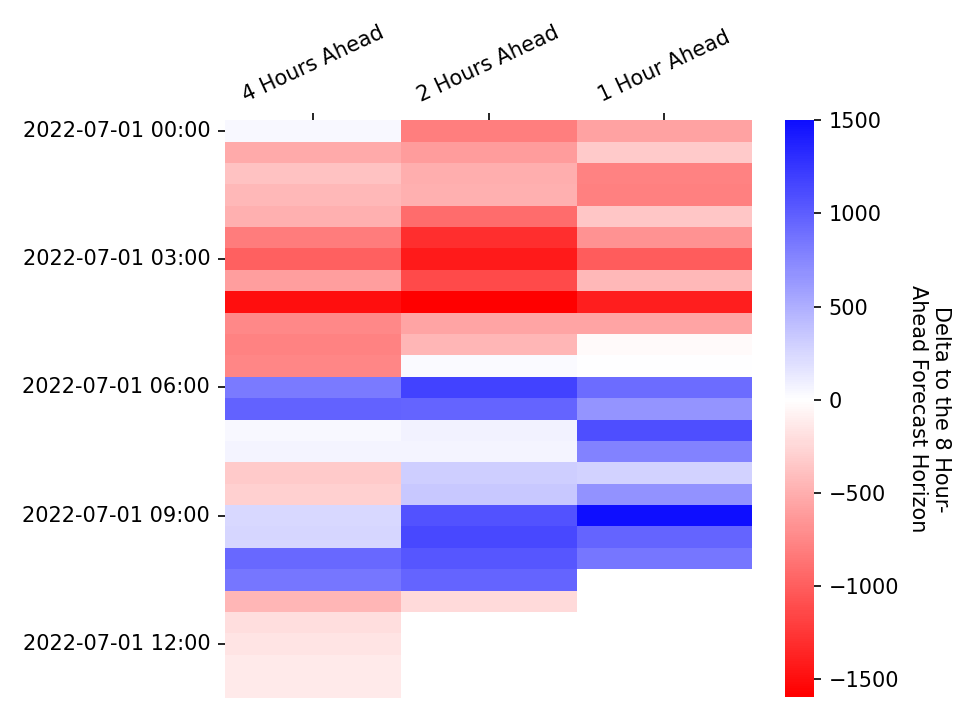 4 Hours Ahead
2 Hours Ahead
1 Hour Ahead
2022-07-01 00:00
2022-07-01 03:00
2022-07-01 06:00
2022-07-01 09:00
2022-07-01 12:00
1500
1000
500
0
−500
−1000
−1500
Delta to the 8 Hour-
Ahead Forecast Horizon